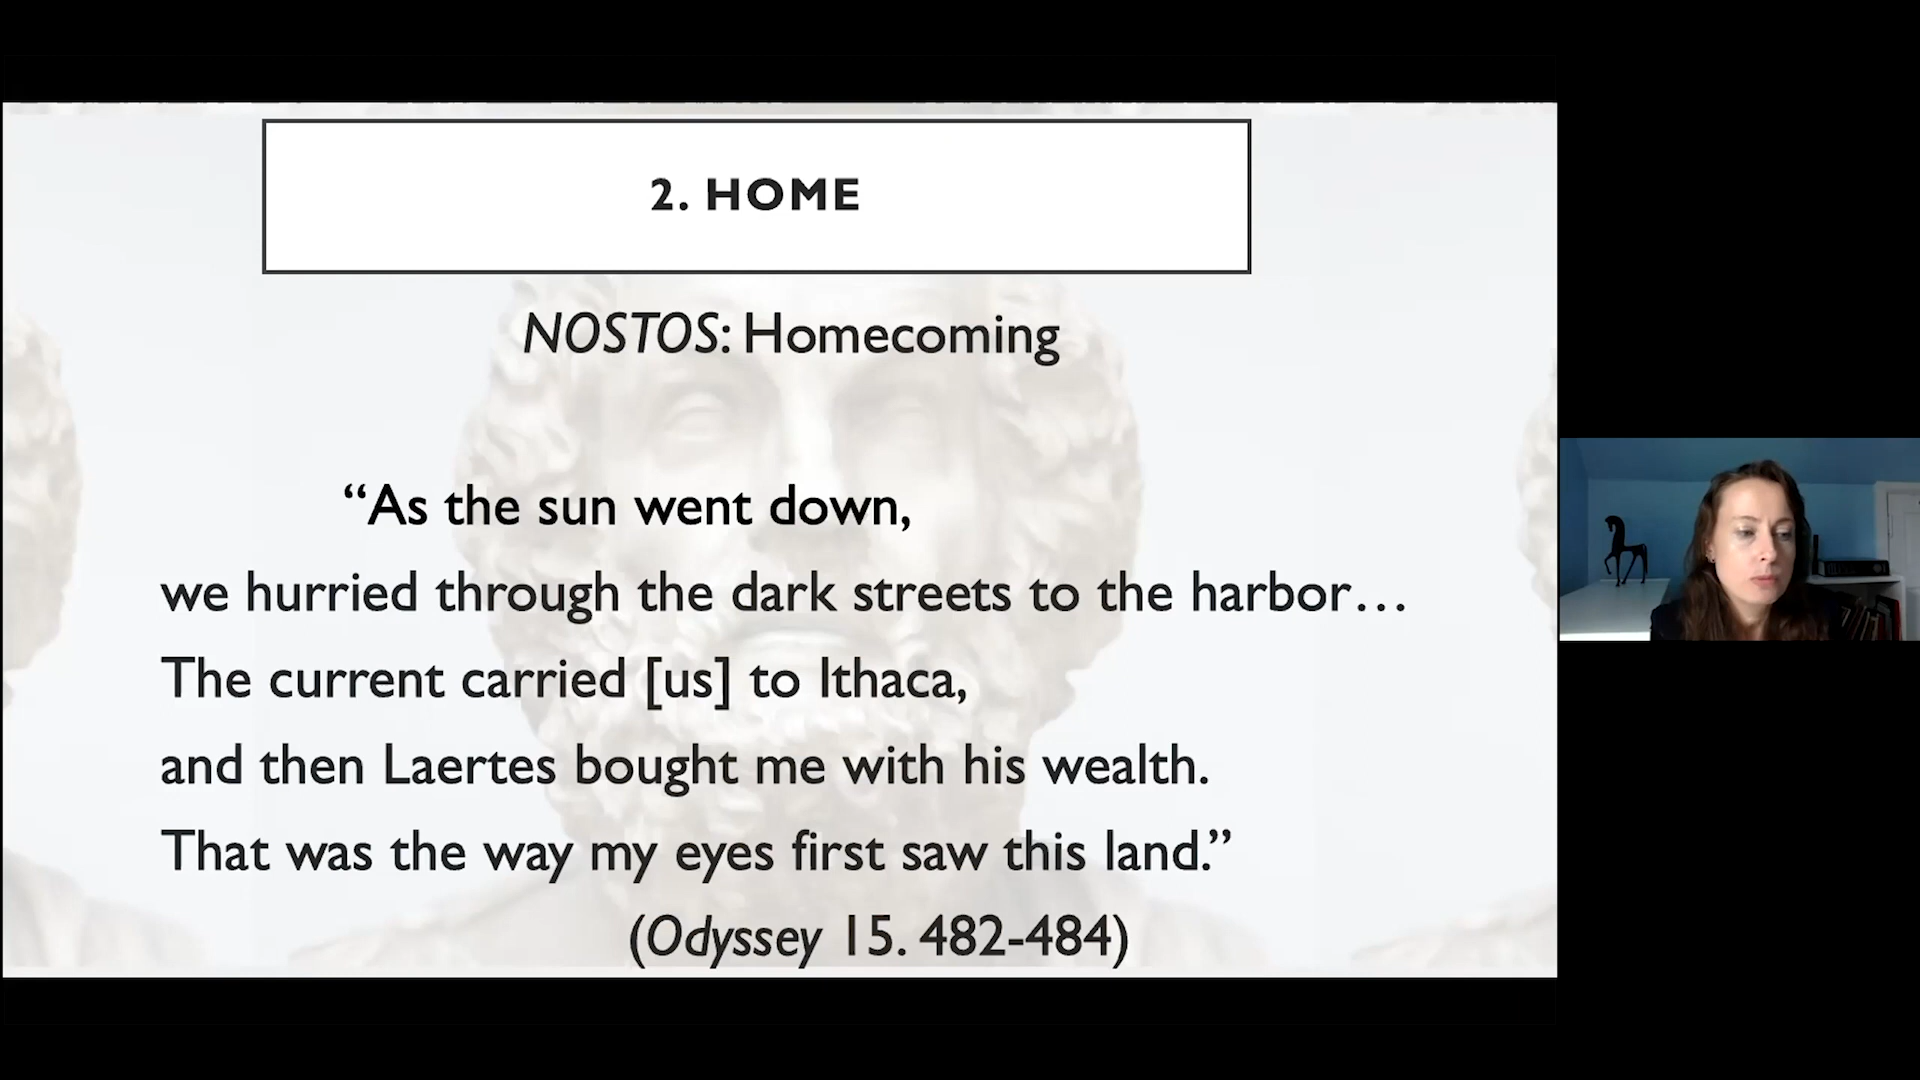 2. HOME
NOSTOS: Homecoming
“As the sun went down,
we hurried through the dark streets to the harbor…
The current carried [us] to Ithaca,
and then Laertes bought me with his wealth.
That was the way my eyes first saw this land.”
(Odyssey 15. 482-484)